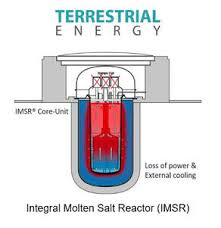 TERRESTRIAL
ENERGY
IMSR® Core-Unit
Loss of power &
External cooling
Integral Molten Salt Reactor (IMSR)